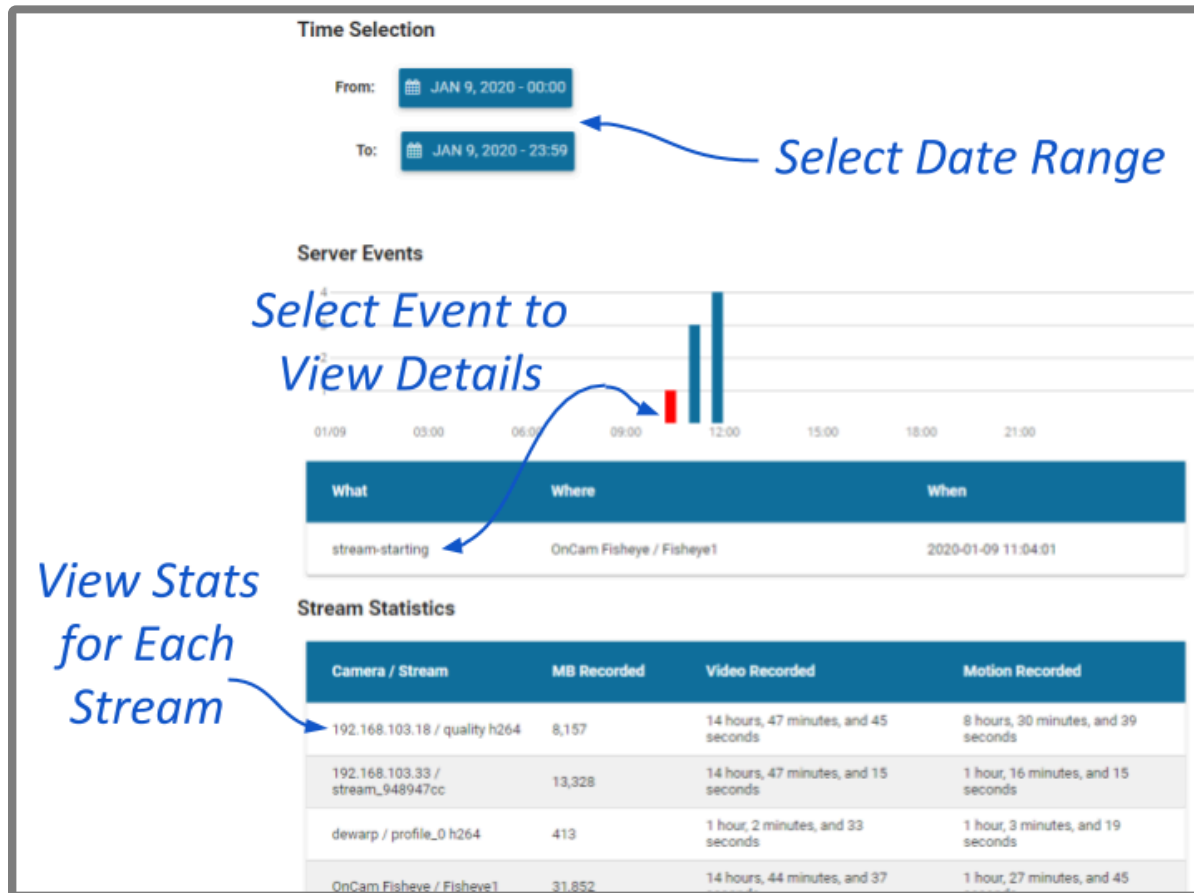 Time Selection
From:
JAN 9, 2020 - 00:00
To:
JAN 9, 2020 - 23:59
Select Date Range
Server Events
4
Select Event to
2
View Details
01/09 03:00 06:00 09:00 12:00 15:00 18:00 21:00
What Where When
stream-starting OnCam Fisheye / Fisheye1 2020-01-09 11:04:01
View Stats
for Each
Stream
Stream Statistics
Camera / Stream MB Recorded Video Recorded Motion Recorded
192.168.103.18 / quality h264 8,157 14 hours, 47 minutes, and 45 seconds 8 hours, 30 minutes, and 39 seconds
192.168.103.33 / stream_948947cc 13,328 14 hours, 47 minutes, and 15 seconds 1 hour, 16 minutes, and 15 seconds
dewarp / profile_0 h264 413 1 hour, 2 minutes, and 33 seconds 1 hour, 3 minutes, and 19 seconds
OnCam Fisheye / Fisheye1 31,852 14 hours, 44 minutes, and 37 1 hour, 27 minutes, and 45